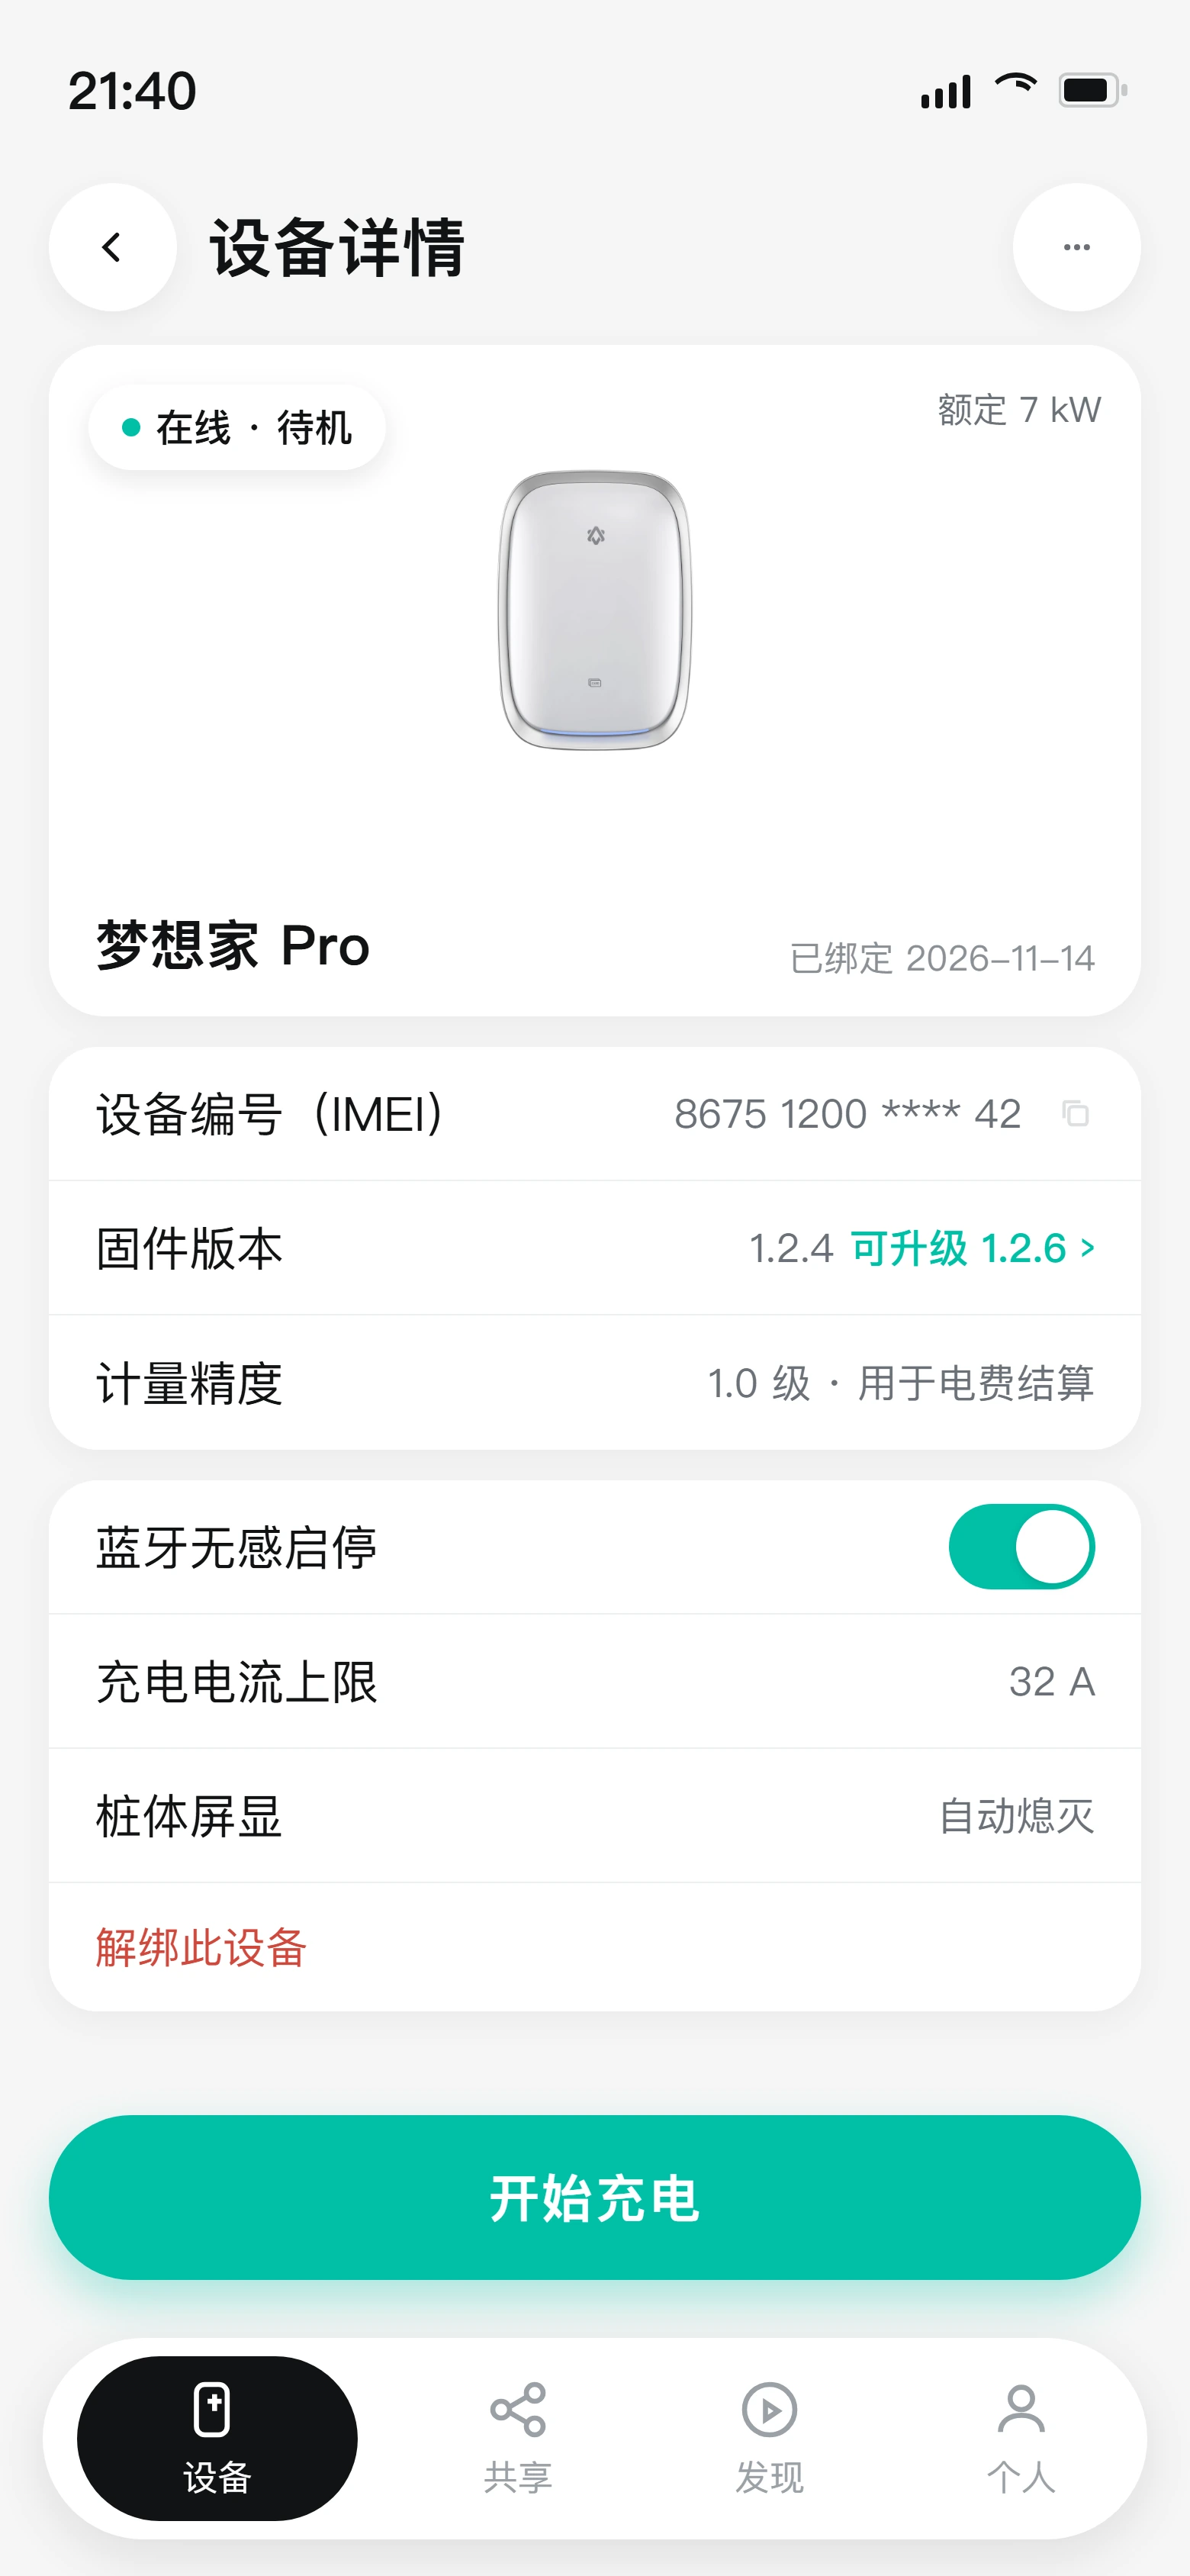 21:40
设备详情
在线 · 待机
额定 7 kW
梦想家 Pro
已绑定 2026–11–14
设备编号（IMEI）
8675 1200 **** 42
固件版本
1.2.4 可升级 1.2.6 ›
计量精度
1.0 级 · 用于电费结算
蓝牙无感启停
充电电流上限
32 A
桩体屏显
自动熄灭
解绑此设备
开始充电
设备
共享
发现
个人